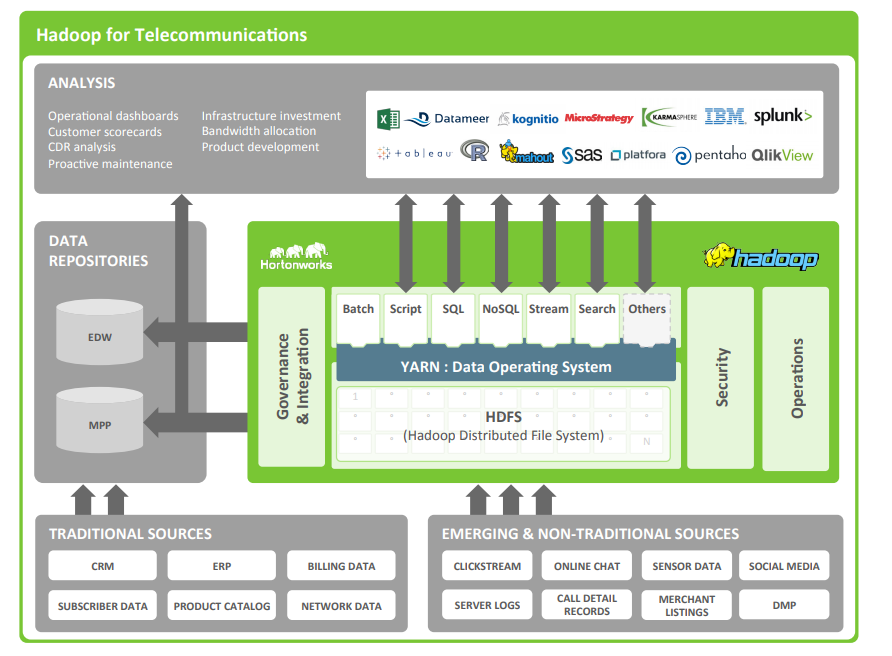 Hadoop for Telecommunications
ANALYSIS
Operational dashboards
Customer scorecards
CDR analysis
Proactive maintenance
Infrastructure investment
Bandwidth allocation
Product development
X Datameer kognitio MicroStrategy KARMASPHERE IBM splunk>
+ableau R mahout sas platfora pentaho QlikView
DATA
REPOSITORIES
EDW
MPP
Hortonworks
hadoop
Governance
& Integration
Batch
Script
SQL
NoSQL
Stream
Search
Others
YARN : Data Operating System
1
HDFS
(Hadoop Distributed File System)
N
Security
Operations
TRADITIONAL SOURCES
CRM
ERP
BILLING DATA
SUBSCRIBER DATA
PRODUCT CATALOG
NETWORK DATA
EMERGING & NON-TRADITIONAL SOURCES
CLICKSTREAM
ONLINE CHAT
SENSOR DATA
SOCIAL MEDIA
SERVER LOGS
CALL DETAIL
RECORDS
MERCHANT
LISTINGS
DMP